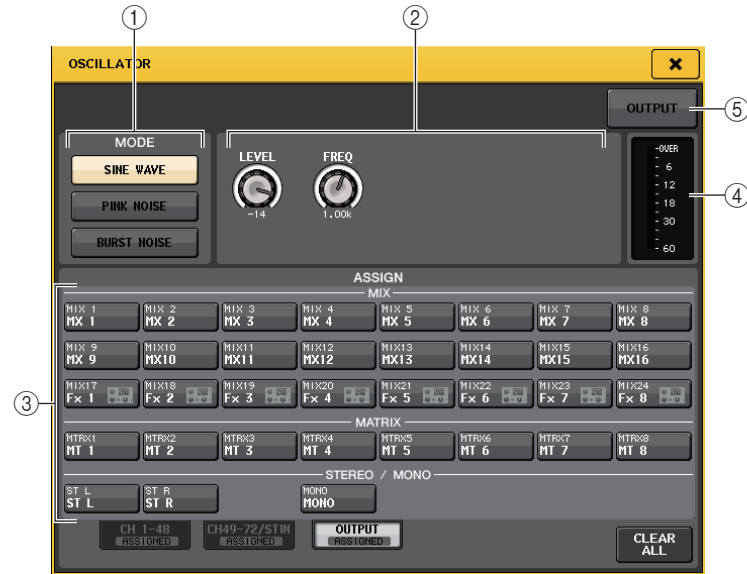 ① ②
OSCILLATOR ×
OUTPUT ⑤
MODE
SINE WAVE
PINK NOISE
BURST NOISE
LEVEL FREQ
-14 1.00k
-OVER
- 6
- 12
- 18
- 30
- 60
④
③
ASSIGN
MIX
MIX 1 MIX 2 MIX 3 MIX 4 MIX 5 MIX 6 MIX 7 MIX 8
MX 1 MX 2 MX 3 MX 4 MX 5 MX 6 MX 7 MX 8
MIX 9 MIX10 MIX11 MIX12 MIX13 MIX14 MIX15 MIX16
MX 9 MX10 MX11 MX12 MX13 MX14 MX15 MX16
MIX17 MIX18 MIX19 MIX20 MIX21 MIX22 MIX23 MIX24
Fx 1 Fx 2 Fx 3 Fx 4 Fx 5 Fx 6 Fx 7 Fx 8
MATRIX
MTRX1 MTRX2 MTRX3 MTRX4 MTRX5 MTRX6 MTRX7 MTRX8
MT 1 MT 2 MT 3 MT 4 MT 5 MT 6 MT 7 MT 8
STEREO / MONO
ST L ST R MONO
ST L ST R MONO
CH 1-48 CH49-72/STIN OUTPUT
ASSIGNED ASSIGNED ASSIGNED
CLEAR
ALL